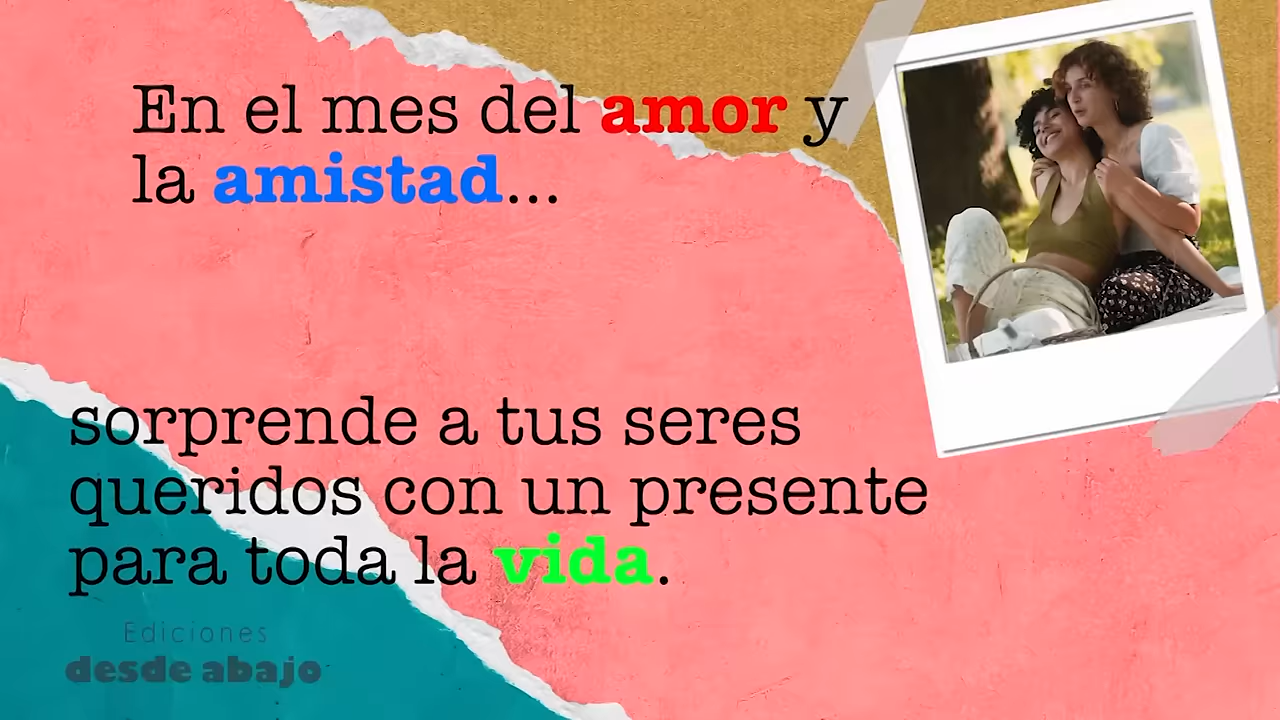 En el mes del amor y
la amistad...
sorprende a tus seres
queridos con un presente
para toda la vida.
Ediciones
desde abajo